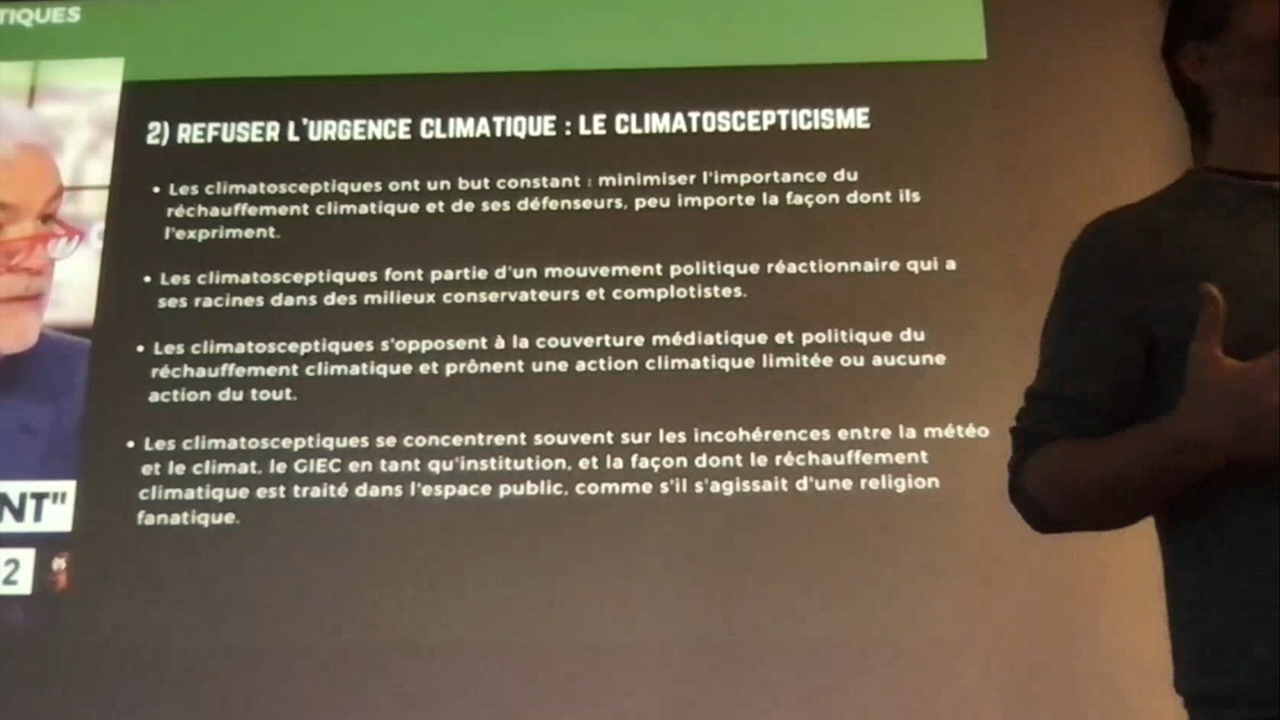 TIQUES
2) REFUSER L'URGENCE CLIMATIQUE : LE CLIMATOSCEPTICISME
• Les climatosceptiques ont un but constant : minimiser l'importance du
réchauffement climatique et de ses défenseurs, peu importe la façon dont ils
l'expriment.
• Les climatosceptiques font partie d'un mouvement politique réactionnaire qui a
ses racines dans des milieux conservateurs et complotistes.
• Les climatosceptiques s'opposent à la couverture médiatique et politique du
réchauffement climatique et prônent une action climatique limitée ou aucune
action du tout.
• Les climatosceptiques se concentrent souvent sur les incohérences entre la météo
et le climat, le GIEC en tant qu'institution, et la façon dont le réchauffement
climatique est traité dans l'espace public, comme s'il s'agissait d'une religion
fanatique.
NT"
2